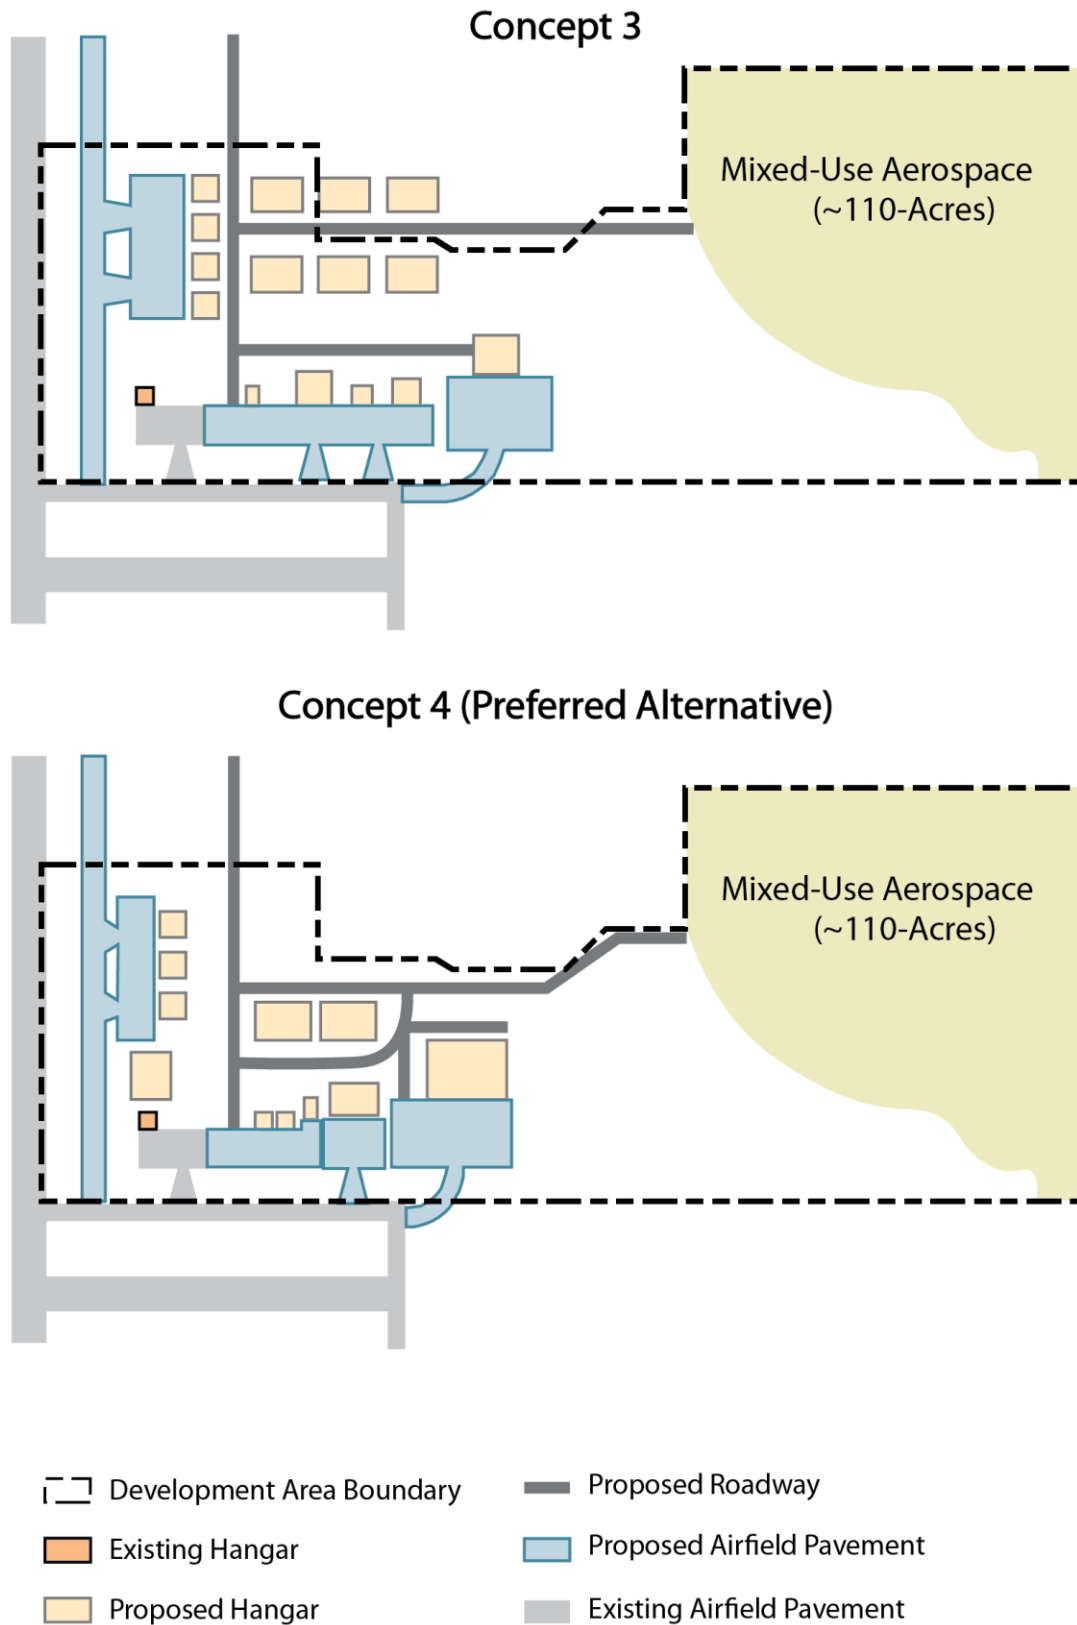 Concept 3
Mixed-Use Aerospace
(~110-Acres)
Concept 4 (Preferred Alternative)
Mixed-Use Aerospace
(~110-Acres)
Development Area Boundary
Existing Hangar
Proposed Hangar
Proposed Roadway
Proposed Airfield Pavement
Existing Airfield Pavement